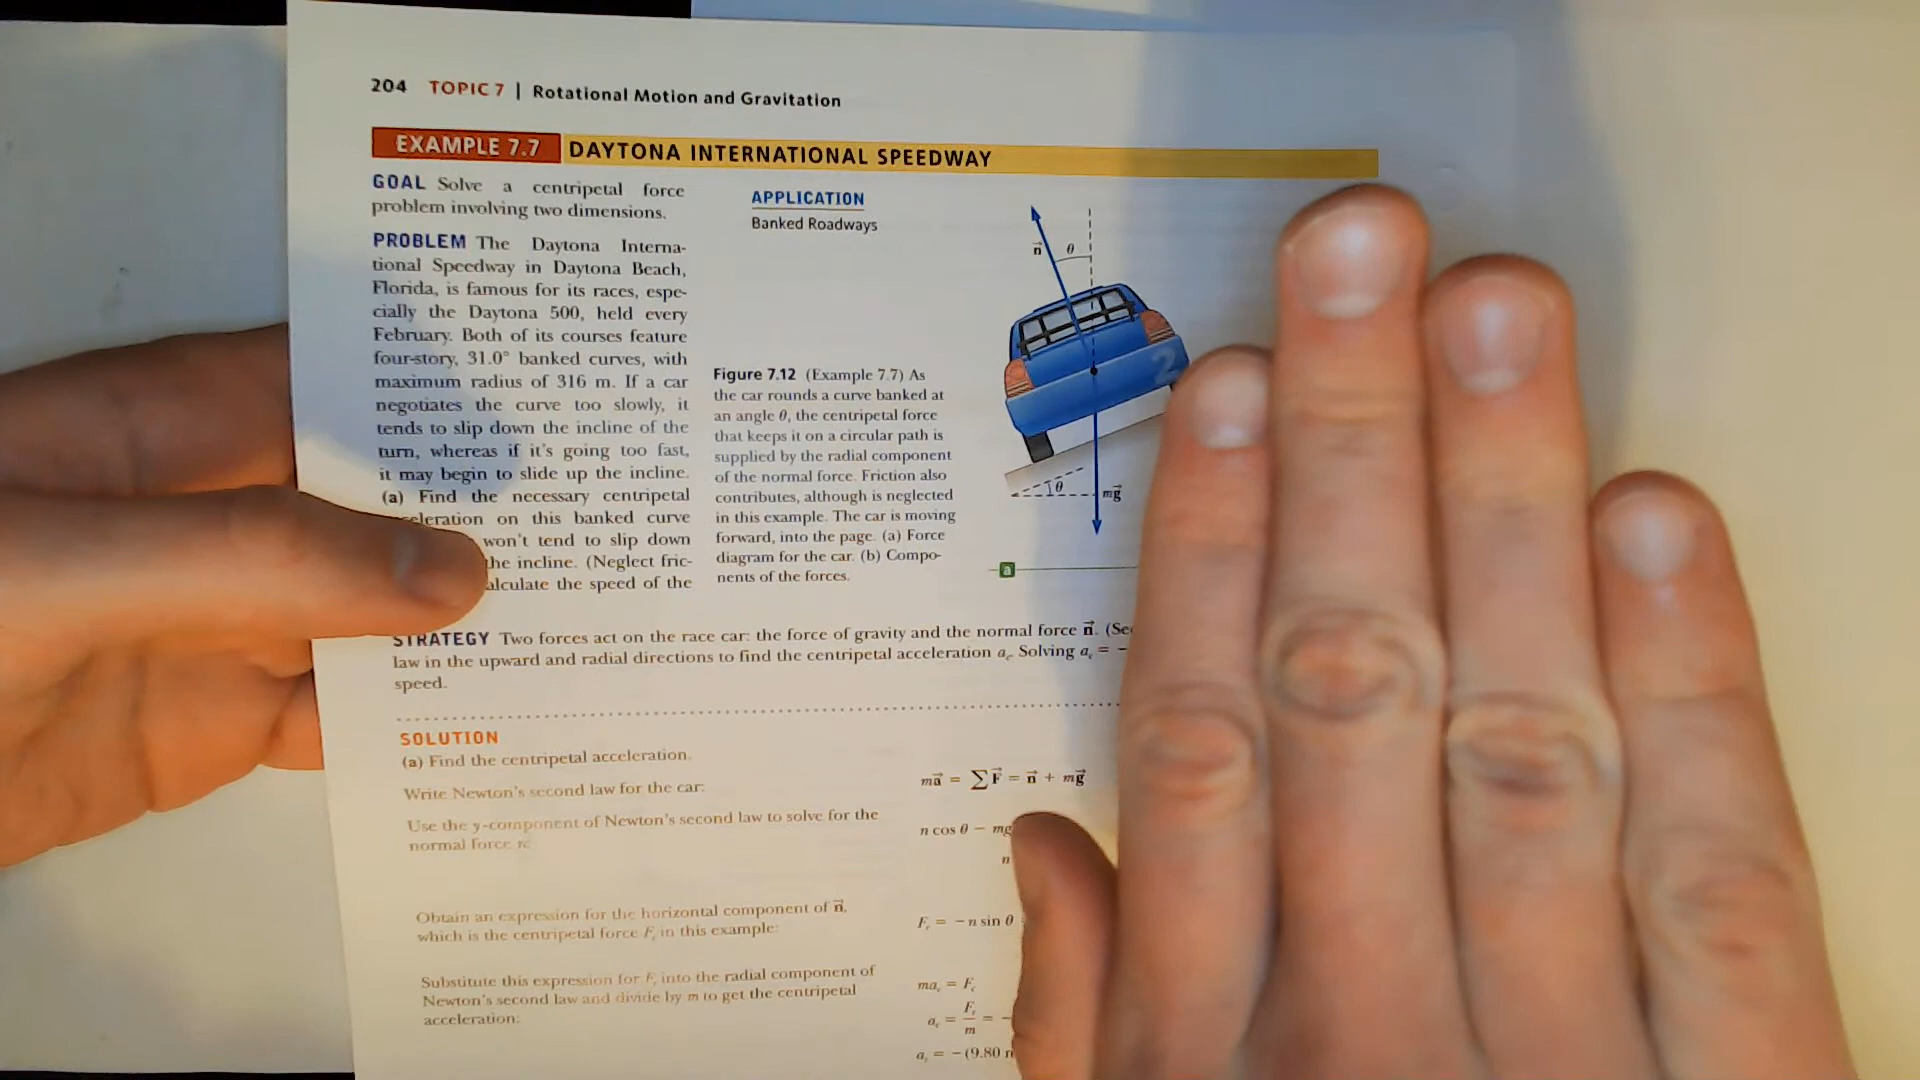 204 TOPIC 7 | Rotational Motion and Gravitation
EXAMPLE 7.7 DAYTONA INTERNATIONAL SPEEDWAY
GOAL Solve a centripetal force
problem involving two dimensions.
PROBLEM The Daytona Interna-
tional Speedway in Daytona Beach,
Florida, is famous for its races, espe-
cially the Daytona 500, held every
February. Both of its courses feature
four-story, 31.0° banked curves, with
maximum radius of 316 m. If a car
negotiates the curve too slowly, it
tends to slip down the incline of the
turn, whereas if it's going too fast,
it may begin to slide up the incline.
(a) Find the necessary centripetal
eleration on this banked curve
won't tend to slip down
the incline. (Neglect fric-
alculate the speed of the
APPLICATION
Banked Roadways
Figure 7.12 (Example 7.7) As
the car rounds a curve banked at
an angle θ, the centripetal force
that keeps it on a circular path is
supplied by the radial component
of the normal force. Friction also
contributes, although is neglected
in this example. The car is moving
forward, into the page. (a) Force
diagram for the car. (b) Compo-
nents of the forces.
n⃗
θ
2
θ
mg⃗
a
STRATEGY Two forces act on the race car: the force of gravity and the normal force n⃗. (See
law in the upward and radial directions to find the centripetal acceleration a_c. Solving a_c = −
speed.
SOLUTION
(a) Find the centripetal acceleration.
Write Newton's second law for the car:
ma⃗ = ∑F⃗ = n⃗ + mg⃗
Use the y-component of Newton's second law to solve for the
normal force n:
n cos θ − mg
n
Obtain an expression for the horizontal component of n⃗,
which is the centripetal force F_c in this example:
F_c = −n sin θ
Substitute this expression for F_c into the radial component of
Newton's second law and divide by m to get the centripetal
acceleration:
ma_c = F_c
a_c = F_c/m = −
a_c = −(9.80 m